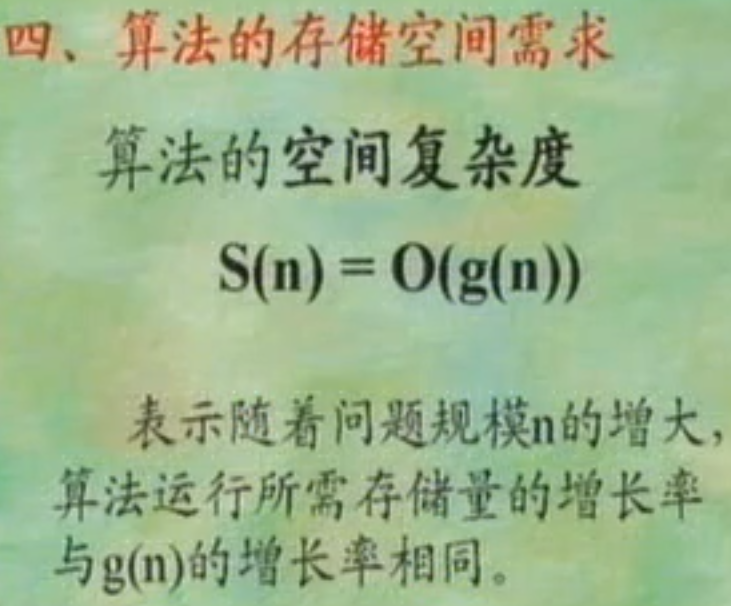 四、算法的存储空间需求
算法的空间复杂度
S(n) = O(g(n))
表示随着问题规模n的增大,
算法运行所需存储量的增长率
与g(n)的增长率相同。